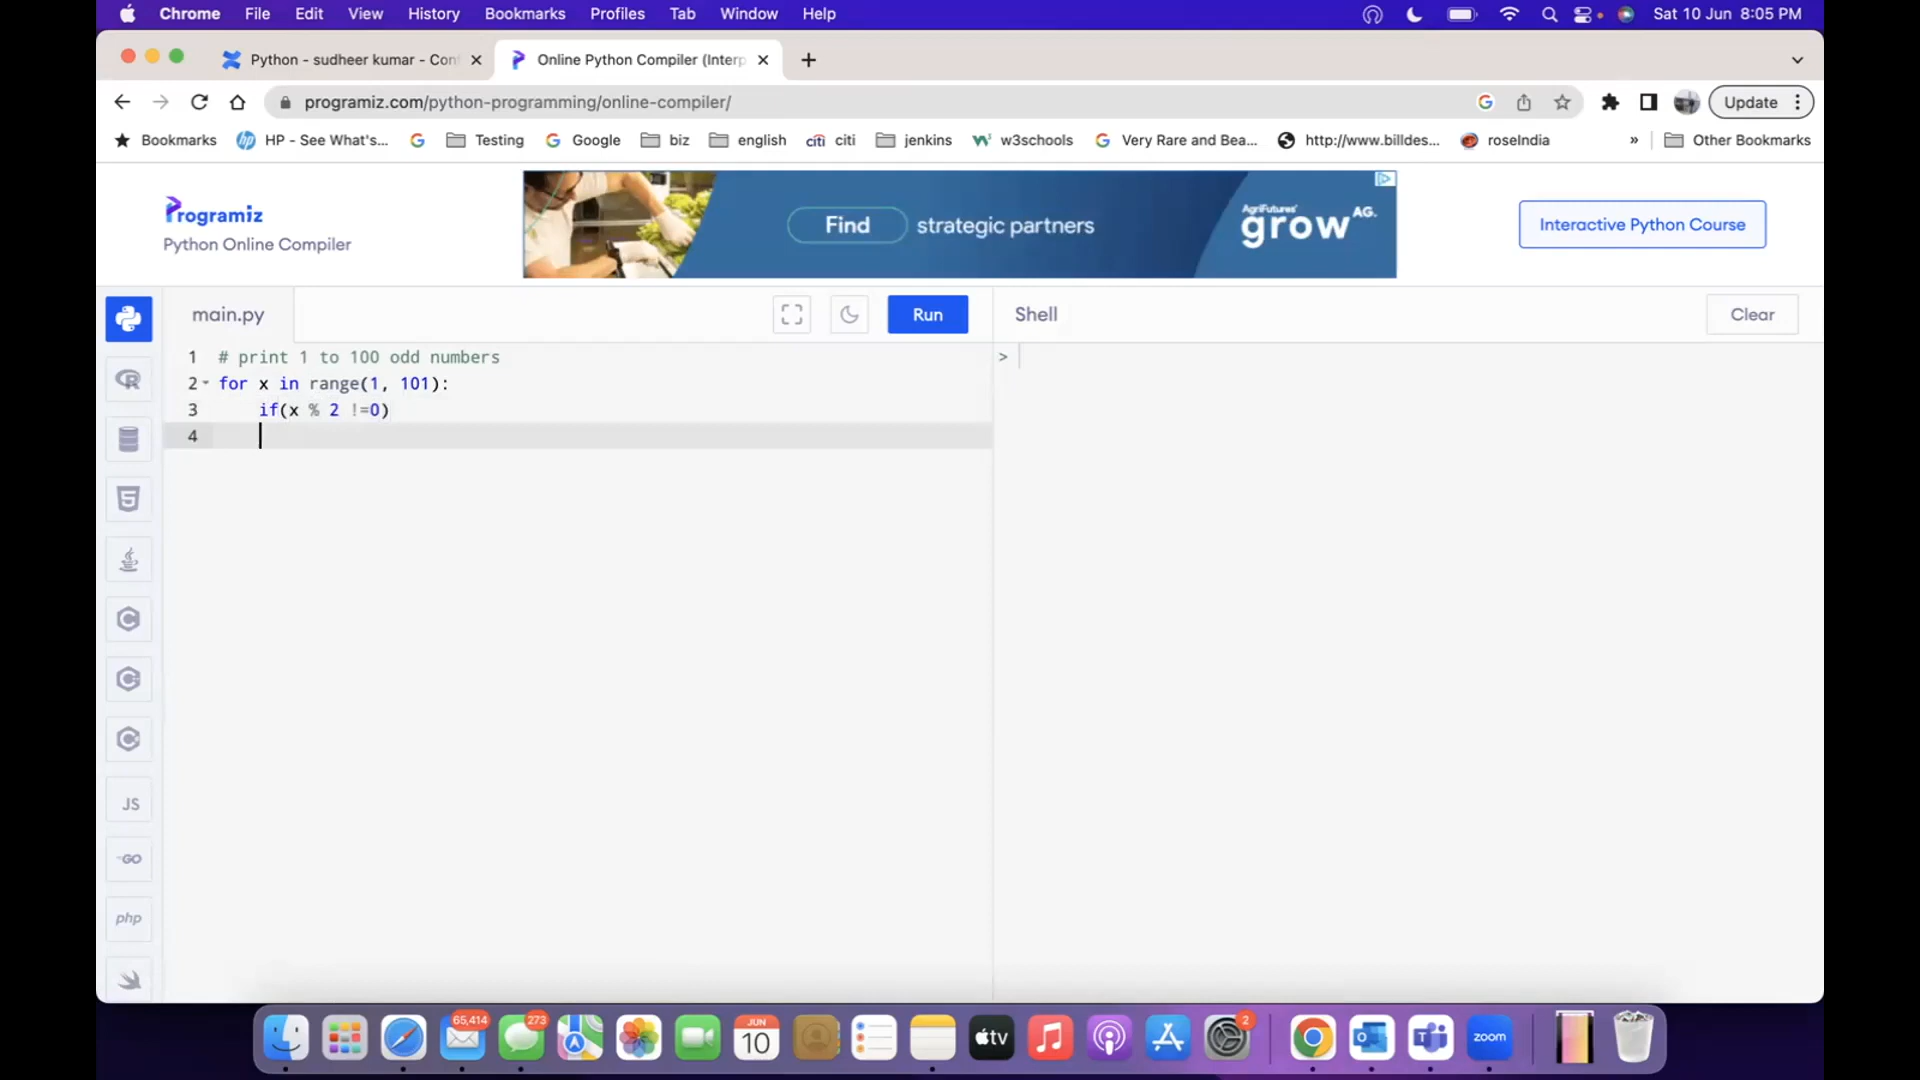 Chrome File Edit View History Bookmarks Profiles Tab Window Help Sat 10 Jun 8:05 PM
Python - sudheer kumar - Con Online Python Compiler (Interp
programiz.com/python-programming/online-compiler/ Update
Bookmarks HP - See What's... Testing Google biz english citi citi jenkins w3schools Very Rare and Bea... http://www.billdes... roseIndia » Other Bookmarks
Programiz
Python Online Compiler
Find strategic partners
AgriFutures
grow AG.
Interactive Python Course
main.py Run Shell Clear
1 # print 1 to 100 odd numbers
2 for x in range(1, 101):
3 if(x % 2 !=0)
4
>
JS
GO
php
65,414 273 JUN 10 tv 2 zoom